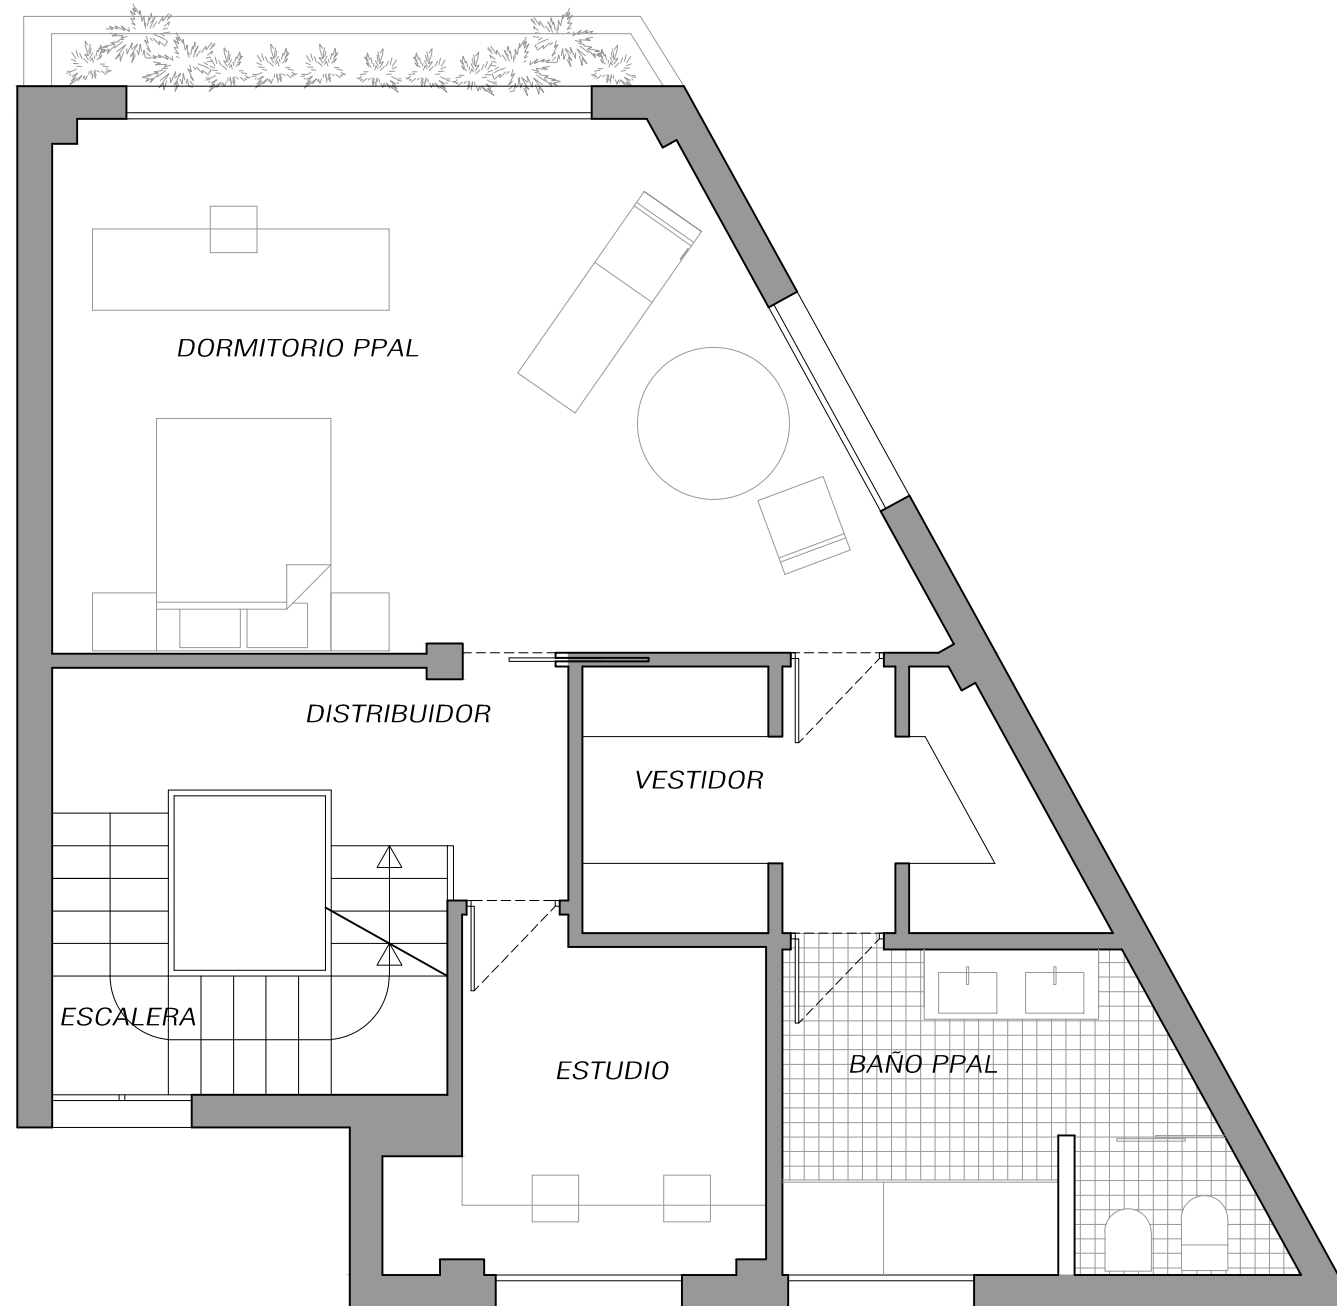 DORMITORIO PPAL
DISTRIBUIDOR
VESTIDOR
ESCALERA
ESTUDIO
BAÑO PPAL